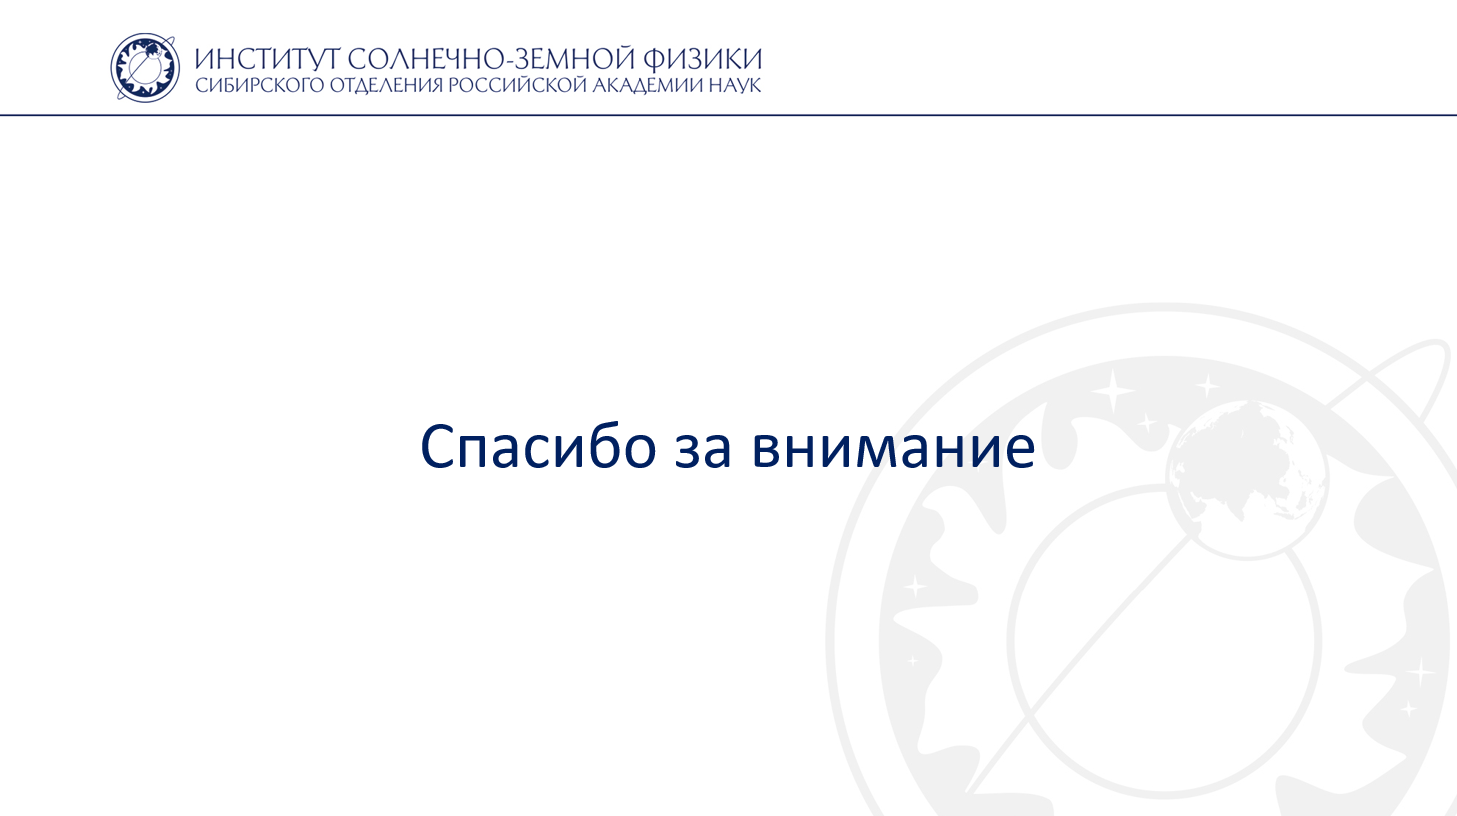 ИНСТИТУТ СОЛНЕЧНО-ЗЕМНОЙ ФИЗИКИ
СИБИРСКОГО ОТДЕЛЕНИЯ РОССИЙСКОЙ АКАДЕМИИ НАУК
Спасибо за внимание